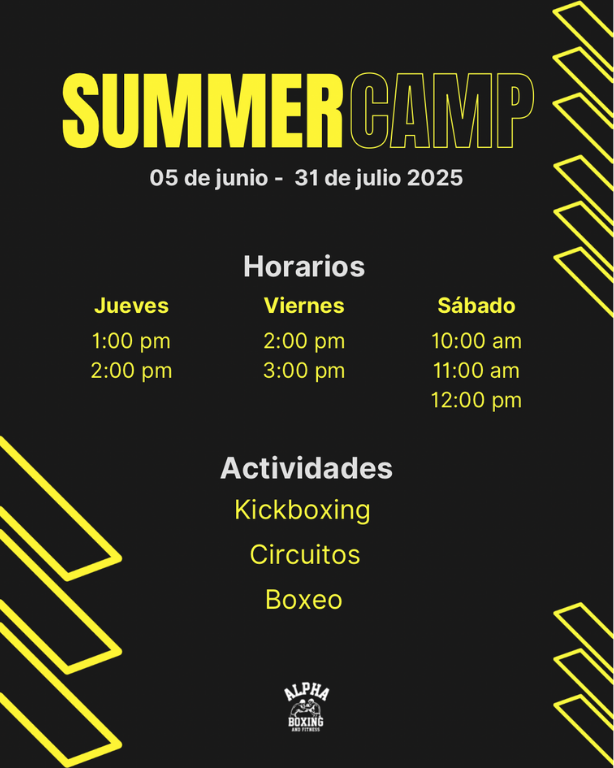 SUMMERCAMP
05 de junio - 31 de julio 2025
Horarios
Jueves
1:00 pm
2:00 pm
Viernes
2:00 pm
3:00 pm
Sábado
10:00 am
11:00 am
12:00 pm
Actividades
Kickboxing
Circuitos
Boxeo
ALPHA
BOXING
AND FITNESS